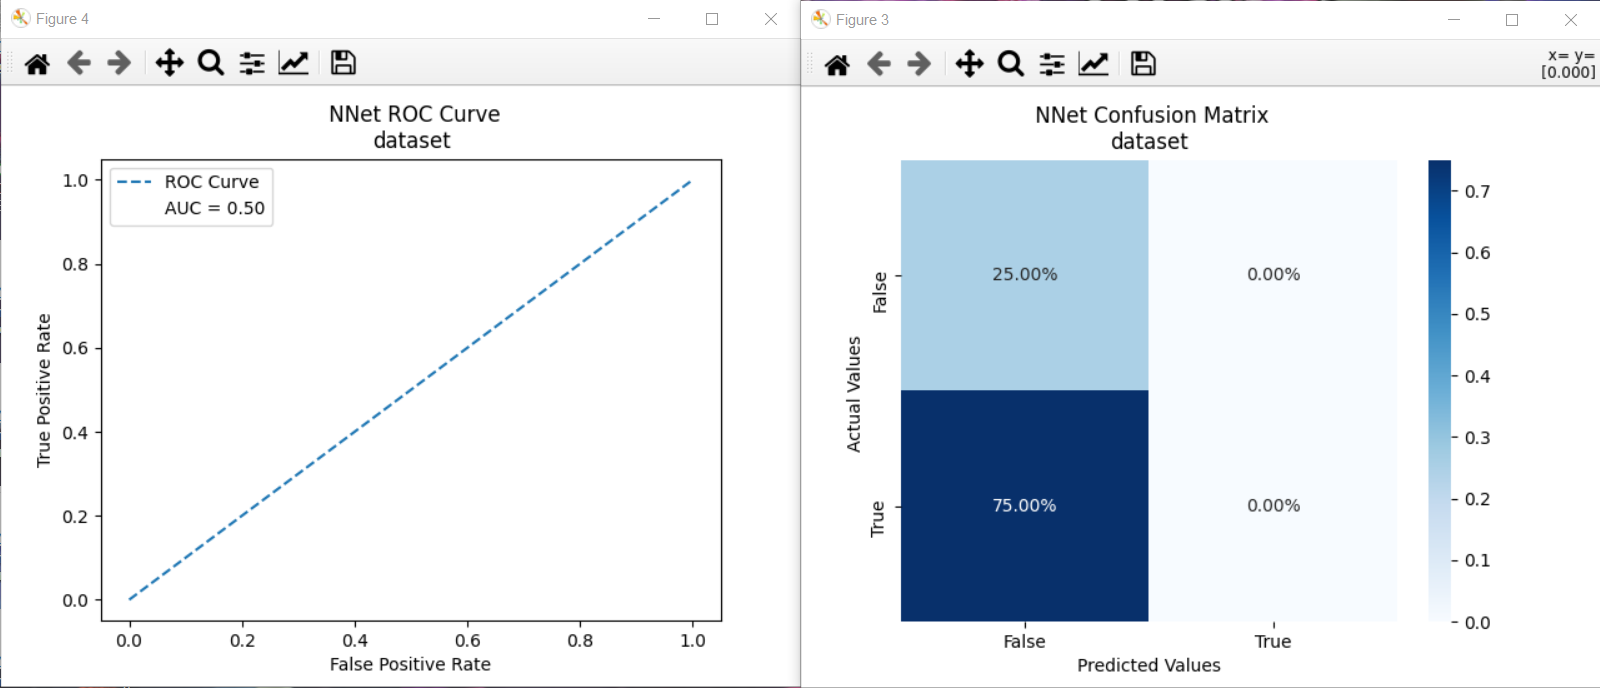 Figure 4
NNet ROC Curve
dataset
ROC Curve
AUC = 0.50
1.0
0.8
0.6
0.4
0.2
0.0
True Positive Rate
0.0 0.2 0.4 0.6 0.8 1.0
False Positive Rate
Figure 3
x= y=
[0.000]
NNet Confusion Matrix
dataset
25.00% 0.00%
75.00% 0.00%
False
True
Actual Values
False True
Predicted Values
0.7
0.6
0.5
0.4
0.3
0.2
0.1
0.0